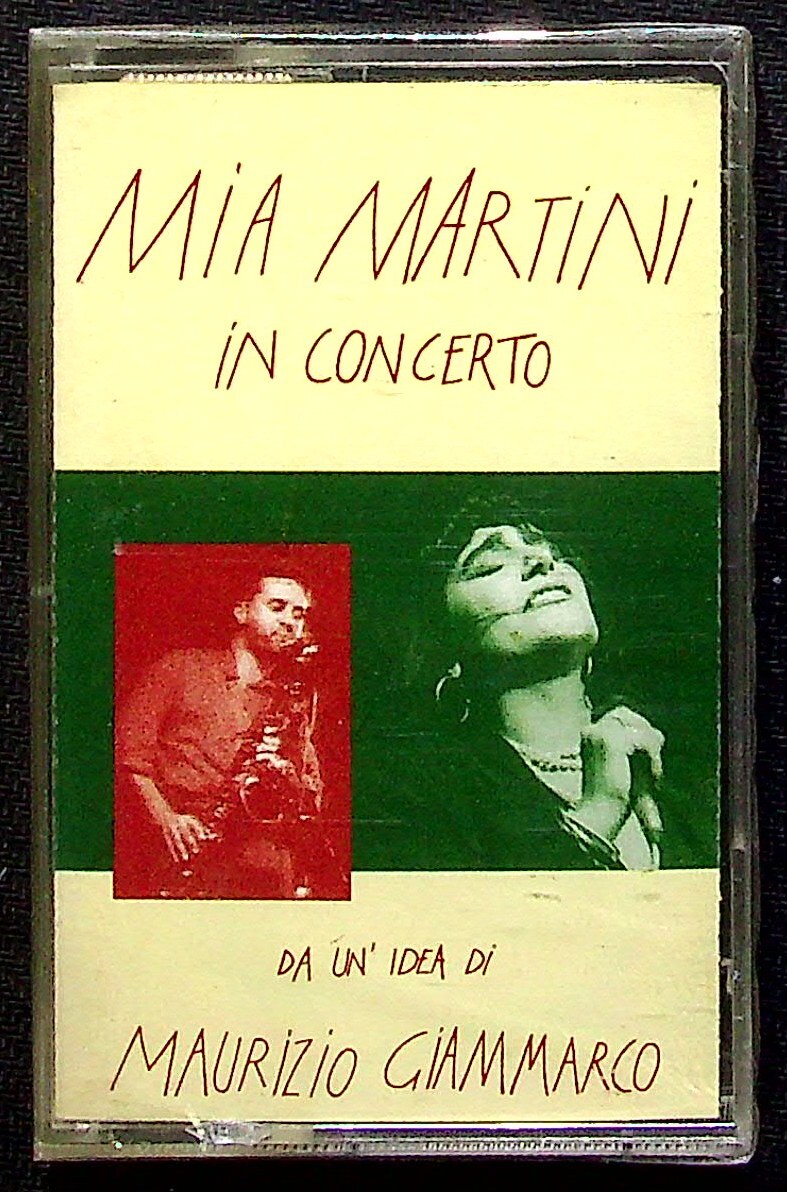 MiA MARTiNi
iN CONCERTO
DA UN' IDEA Di
MAURiZiO GiAMMARCO